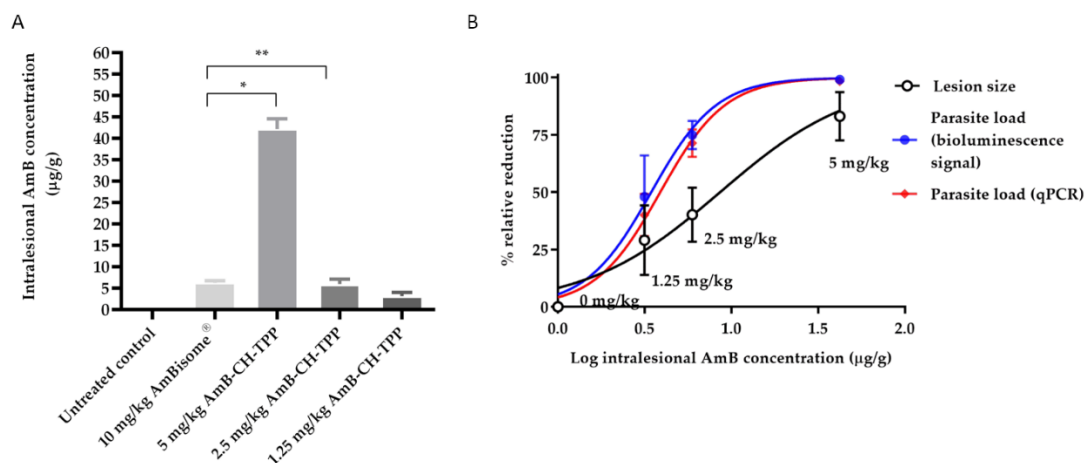 A
Intralesional AmB concentration
(µg/g)
60
55
50
45
40
35
30
25
20
15
10
5
0
**
*
Untreated control
10 mg/kg AmBisome®
5 mg/kg AmB-CH-TPP
2.5 mg/kg AmB-CH-TPP
1.25 mg/kg AmB-CH-TPP
B
% relative reduction
100
75
50
25
0
0 mg/kg
1.25 mg/kg
2.5 mg/kg
5 mg/kg
0.0
0.5
1.0
1.5
2.0
Log intralesional AmB concentration (µg/g)
Lesion size
Parasite load
(bioluminescence
signal)
Parasite load (qPCR)